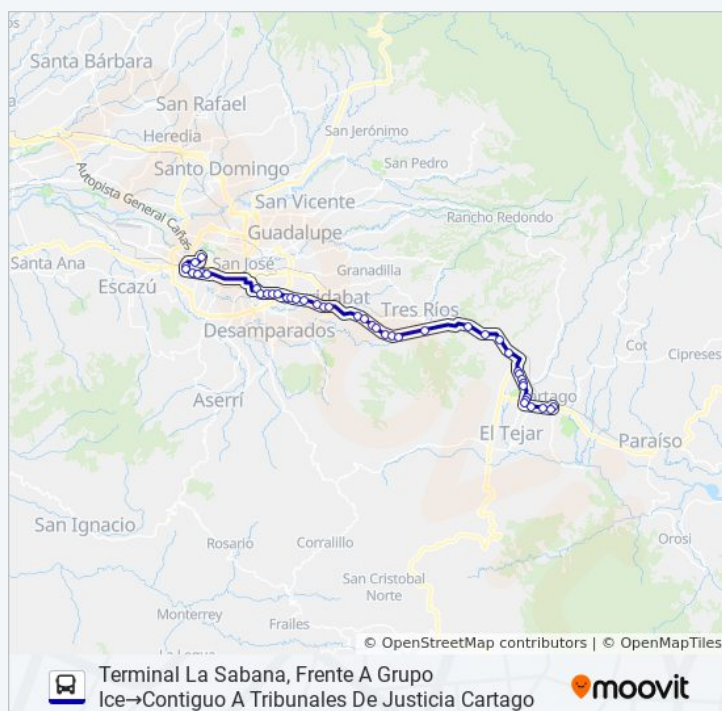 Santa Bárbara
San Rafael
San Jerónimo
Heredia
San Pedro
Santo Domingo
Autopista General Cañas
San Vicente
Rancho Redondo
Guadalupe
Santa Ana
San José
Granadilla
Escazú
Tres Ríos
Desamparados
Cot
Cipreses
Aserrí
El Tejar
Paraíso
San Ignacio
Rosario
Corralillo
Orosi
San Cristobal
Norte
Monterrey
Frailes
© OpenStreetMap contributors | © OpenMapTiles
Terminal La Sabana, Frente A Grupo
Ice→Contiguo A Tribunales De Justicia Cartago
moovit